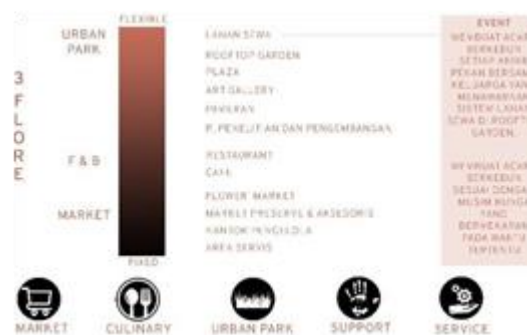 FLEXIBLE
URBAN
PARK
3 FLORE
F & B
MARKET
FIXED
LAHAN SEWA
ROOFTOP GARDEN
PLAZA
ART GALLERY
PAMERAN
R. PENELITIAN DAN PENGEMBANGAN
RESTAURANT
CAFE
FLOWER MARKET
MARKET PRESERVE & AKSESORIS
KANTOR PENGELOLA
AREA SERVIS
EVENT
MEMBUAT ACARA
BERKEBUN
SETIAP AKHIR
PEKAN BERSAMA
KELUARGA YANG
MENAWARKAN
SISTEM LAHAN
SEWA DI ROOFTOP
GARDEN.
MEMBUAT ACARA
BERKEBUN
SESUAI DENGAN
MUSIM BUNGA
YANG
BERMEKARAN
PADA WAKTU
TERTENTU
MARKET
CULINARY
URBAN PARK
SUPPORT
SERVICE